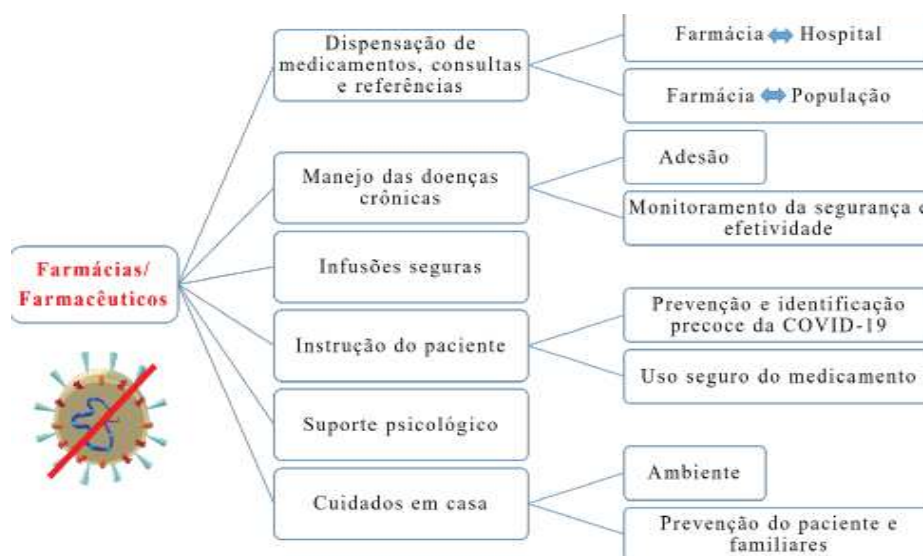 Farmácias/
Farmacêuticos
Dispensação de
medicamentos, consultas
e referências
Farmácia Hospital
Farmácia População
Manejo das doenças
crônicas
Adesão
Monitoramento da segurança e
efetividade
Infusões seguras
Instrução do paciente
Prevenção e identificação
precoce da COVID-19
Uso seguro do medicamento
Suporte psicológico
Cuidados em casa
Ambiente
Prevenção do paciente e
familiares